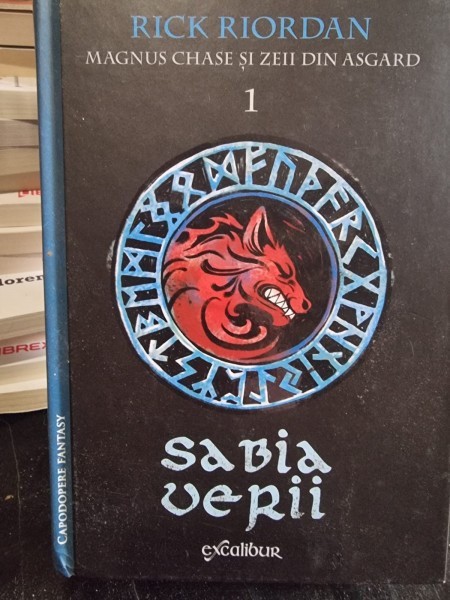 RICK RIORDAN
MAGNUS CHASE ȘI ZEII DIN ASGARD
1
SABIA
VERII
excalibur
CAPODOPERE FANTASY